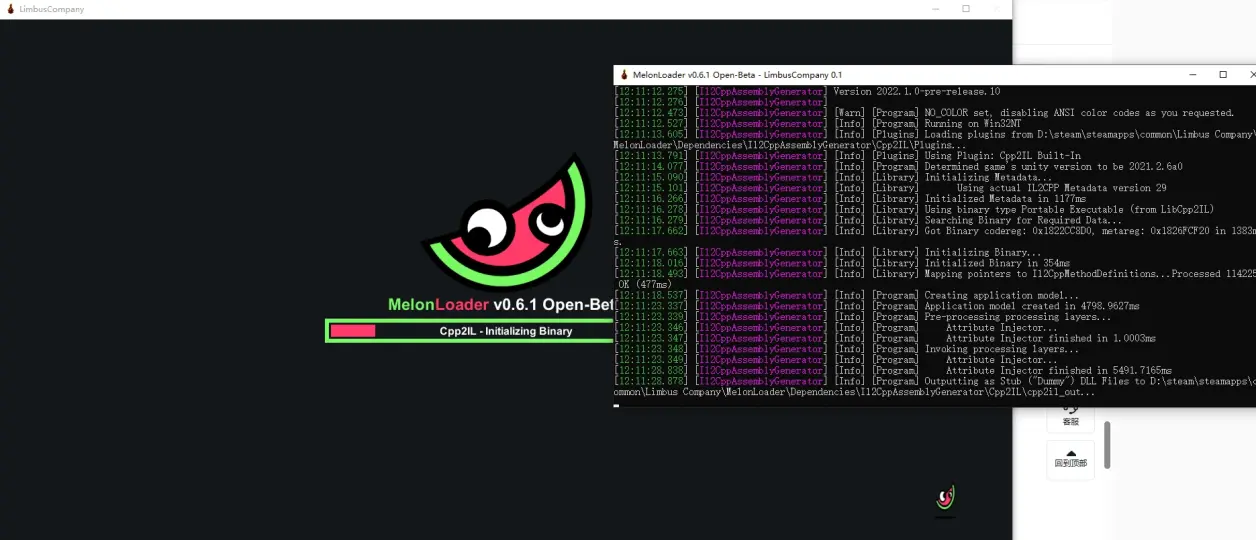 LimbusCompany
MelonLoader v0.6.1 Open-Bet
Cpp2IL - Initializing Binary
MelonLoader v0.6.1 Open-Beta - LimbusCompany 0.1
[12:11:12.275] [Il2CppAssemblyGenerator] Version 2022.1.0-pre-release.10
[12:11:12.276] [Il2CppAssemblyGenerator]
[12:11:12.473] [Il2CppAssemblyGenerator] [Warn] [Program] NO_COLOR set, disabling ANSI color codes as you requested.
[12:11:12.527] [Il2CppAssemblyGenerator] [Info] [Program] Running on Win32NT
[12:11:13.605] [Il2CppAssemblyGenerator] [Info] [Plugins] Loading plugins from D:\steam\steamapps\common\Limbus Company\
MelonLoader\Dependencies\Il2CppAssemblyGenerator\Cpp2IL\Plugins...
[12:11:13.791] [Il2CppAssemblyGenerator] [Info] [Plugins] Using Plugin: Cpp2IL Built-In
[12:11:14.077] [Il2CppAssemblyGenerator] [Info] [Program] Determined game's unity version to be 2021.2.6a0
[12:11:15.090] [Il2CppAssemblyGenerator] [Info] [Library] Initializing Metadata...
[12:11:15.101] [Il2CppAssemblyGenerator] [Info] [Library] Using actual IL2CPP Metadata version 29
[12:11:16.266] [Il2CppAssemblyGenerator] [Info] [Library] Initialized Metadata in 1177ms
[12:11:16.278] [Il2CppAssemblyGenerator] [Info] [Library] Using binary type Portable Executable (from LibCpp2IL)
[12:11:16.279] [Il2CppAssemblyGenerator] [Info] [Library] Searching Binary for Required Data...
[12:11:17.662] [Il2CppAssemblyGenerator] [Info] [Library] Got Binary codereg: 0x1822CC8D0, metareg: 0x1826FCF20 in 1383m
s.
[12:11:17.663] [Il2CppAssemblyGenerator] [Info] [Library] Initializing Binary...
[12:11:18.016] [Il2CppAssemblyGenerator] [Info] [Library] Initialized Binary in 354ms
[12:11:18.493] [Il2CppAssemblyGenerator] [Info] [Library] Mapping pointers to Il2CppMethodDefinitions...Processed 114225
OK (477ms)
[12:11:18.537] [Il2CppAssemblyGenerator] [Info] [Program] Creating application model...
[12:11:23.337] [Il2CppAssemblyGenerator] [Info] [Program] Application model created in 4798.9627ms
[12:11:23.339] [Il2CppAssemblyGenerator] [Info] [Program] Pre-processing processing layers...
[12:11:23.346] [Il2CppAssemblyGenerator] [Info] [Program] Attribute Injector...
[12:11:23.347] [Il2CppAssemblyGenerator] [Info] [Program] Attribute Injector finished in 1.0003ms
[12:11:23.348] [Il2CppAssemblyGenerator] [Info] [Program] Invoking processing layers...
[12:11:23.349] [Il2CppAssemblyGenerator] [Info] [Program] Attribute Injector...
[12:11:28.838] [Il2CppAssemblyGenerator] [Info] [Program] Attribute Injector finished in 5491.7165ms
[12:11:28.878] [Il2CppAssemblyGenerator] [Info] [Program] Outputting as Stub ("Dummy") DLL Files to D:\steam\steamapps\c
ommon\Limbus Company\MelonLoader\Dependencies\Il2CppAssemblyGenerator\Cpp2IL\cpp2il_out...
客服
回到顶部